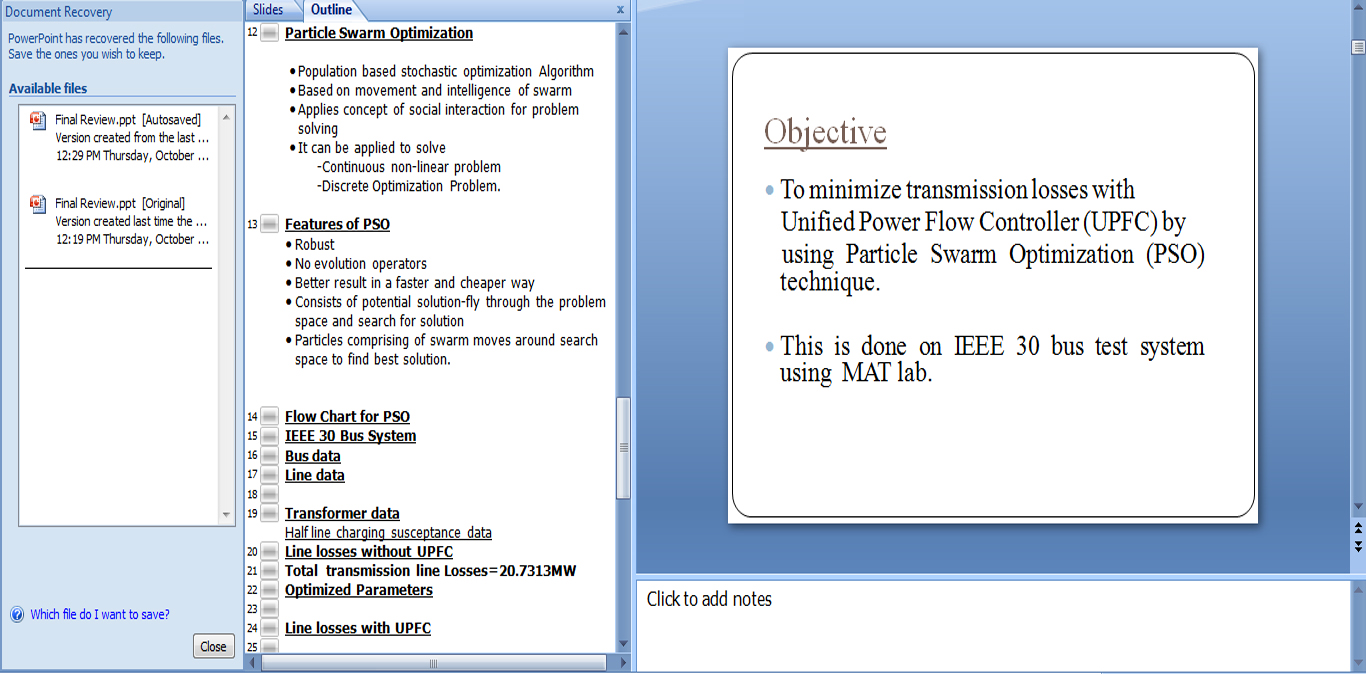 Document Recovery
PowerPoint has recovered the following files.
Save the ones you wish to keep.
Available files
Final Review.ppt [Autosaved]
Version created from the last ...
12:29 PM Thursday, October ...
Final Review.ppt [Original]
Version created last time the ...
12:19 PM Thursday, October ...
Which file do I want to save?
Close
Slides
Outline
x
12 Particle Swarm Optimization
•Population based stochastic optimization Algorithm
•Based on movement and intelligence of swarm
•Applies concept of social interaction for problem
solving
•It can be applied to solve
-Continuous non-linear problem
-Discrete Optimization Problem.
13 Features of PSO
• Robust
• No evolution operators
• Better result in a faster and cheaper way
• Consists of potential solution-fly through the problem
space and search for solution
• Particles comprising of swarm moves around search
space to find best solution.
14 Flow Chart for PSO
15 IEEE 30 Bus System
16 Bus data
17 Line data
18
19 Transformer data
Half line charging susceptance data
20 Line losses without UPFC
21 Total transmission line Losses=20.7313MW
22 Optimized Parameters
23
24 Line losses with UPFC
25
Objective
• To minimize transmission losses with
Unified Power Flow Controller (UPFC) by
using Particle Swarm Optimization (PSO)
technique.
• This is done on IEEE 30 bus test system
using MAT lab.
Click to add notes